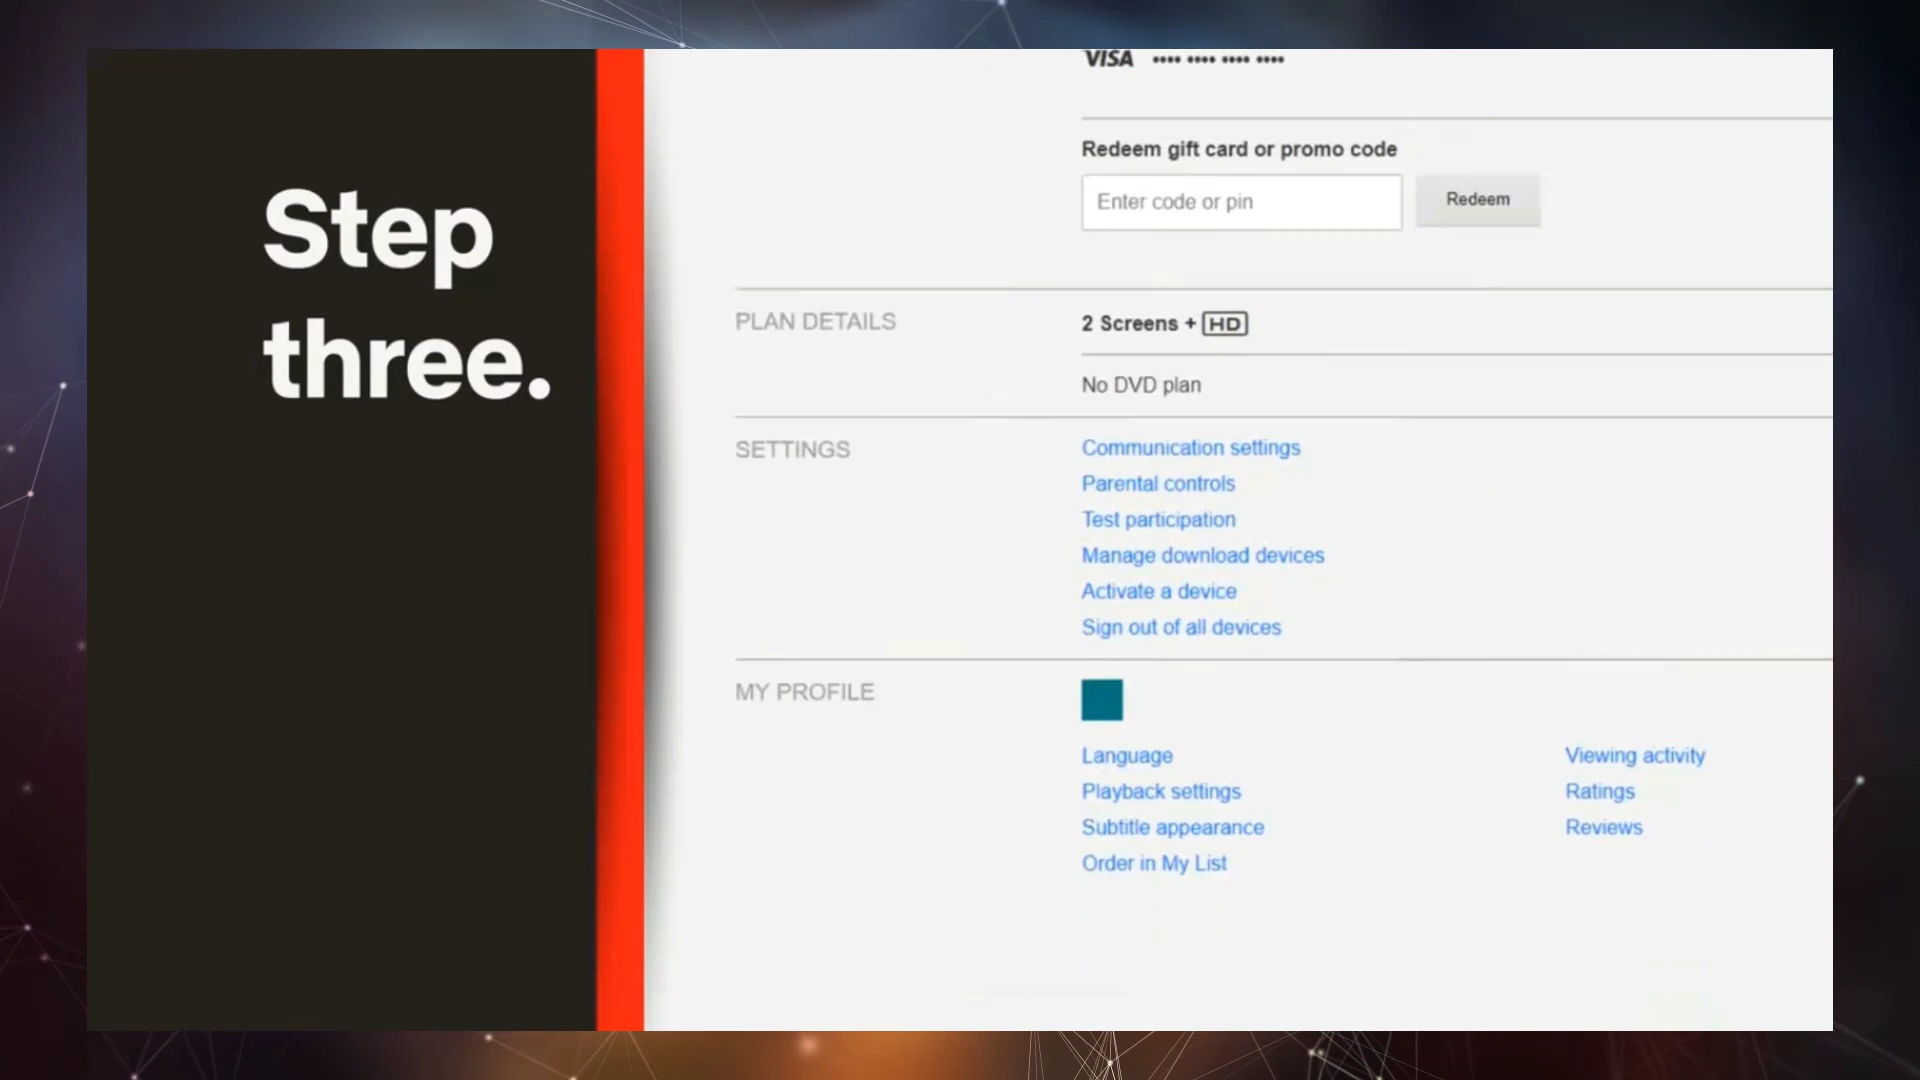 Step
three.
VISA •••• •••• •••• ••••
Redeem gift card or promo code
Enter code or pin
Redeem
PLAN DETAILS
2 Screens + HD
No DVD plan
SETTINGS
Communication settings
Parental controls
Test participation
Manage download devices
Activate a device
Sign out of all devices
MY PROFILE
Language
Playback settings
Subtitle appearance
Order in My List
Viewing activity
Ratings
Reviews